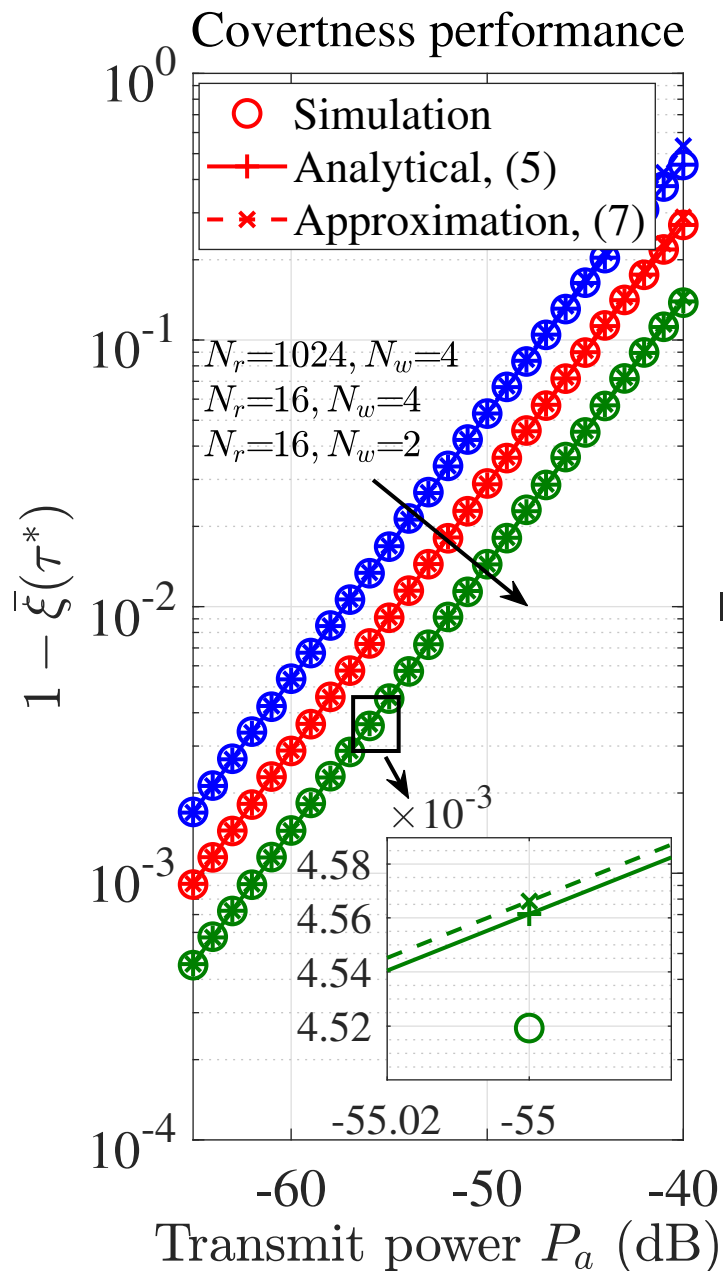 Covertness performance
10^0
Simulation
Analytical, (5)
Approximation, (7)
10^-1
N_r=1024, N_w=4
N_r=16, N_w=4
N_r=16, N_w=2
1 − ξ̄(τ*)
10^-2
×10^-3
10^-3
4.58
4.56
4.54
4.52
-55.02 -55
10^-4
-60 -50 -40
Transmit power P_a (dB)